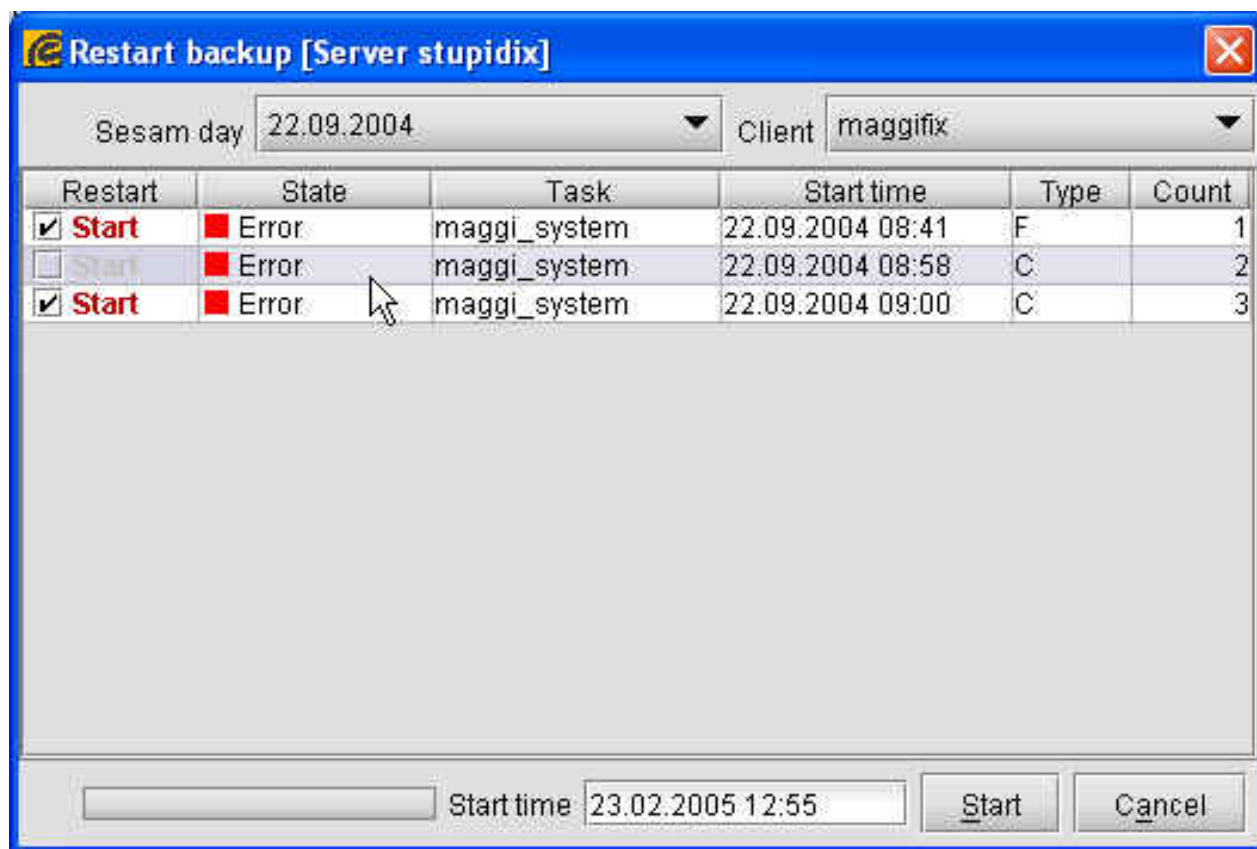 Restart backup [Server stupidix]
Sesam day 22.09.2004 Client maggifix
Restart State Task Start time Type Count
Start Error maggi_system 22.09.2004 08:41 F 1
Start Error maggi_system 22.09.2004 08:58 C 2
Start Error maggi_system 22.09.2004 09:00 C 3
Start time 23.02.2005 12:55 Start Cancel